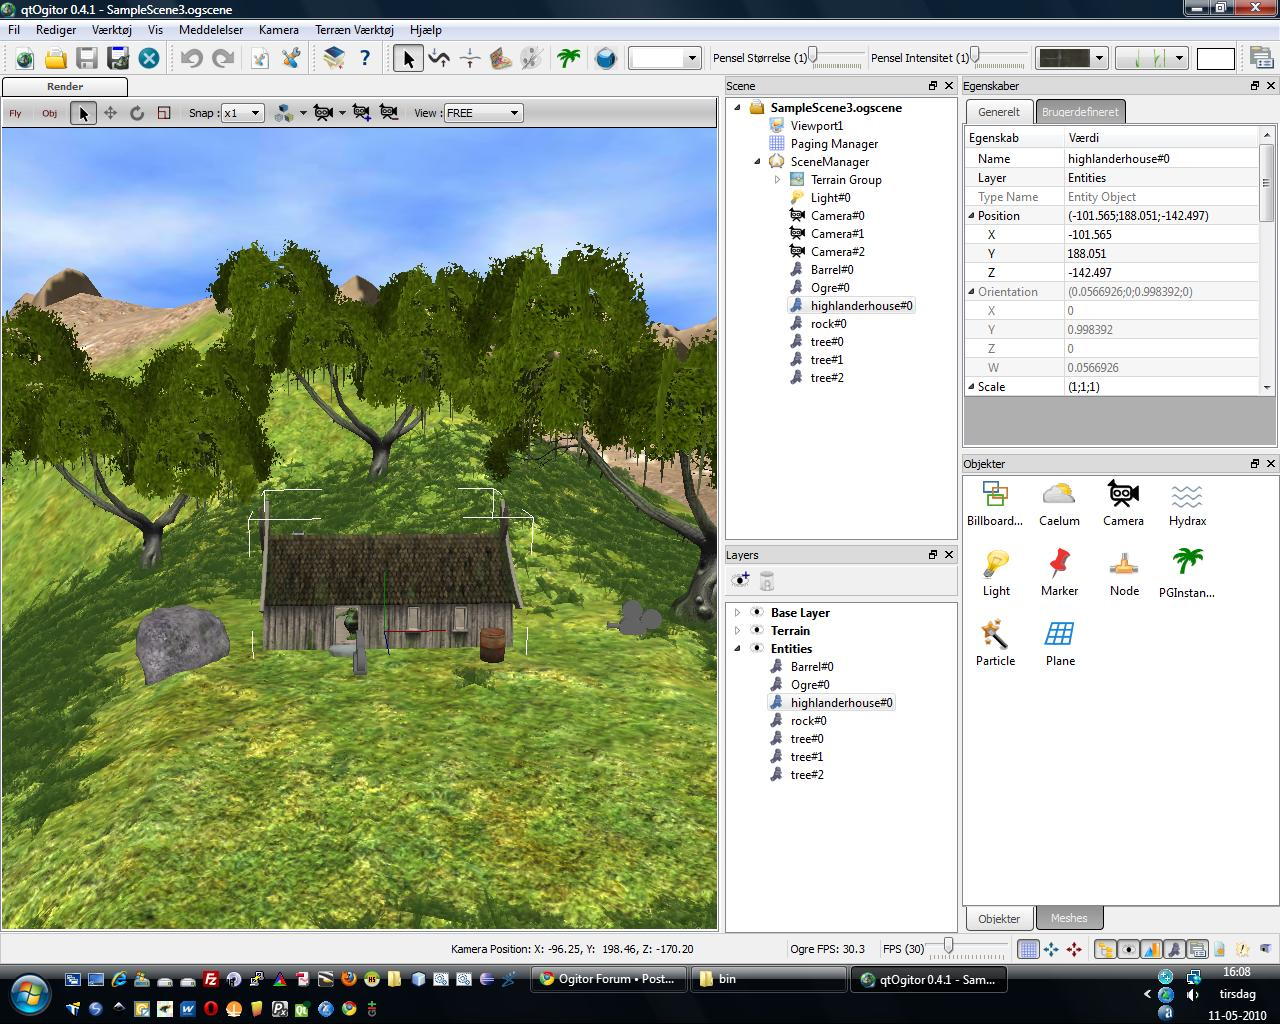 qtOgitor 0.4.1 - SampleScene3.ogscene
Fil Rediger Værktøj Vis Meddelelser Kamera Terræn Værktøj Hjælp
Pensel Størrelse (1) Pensel Intensitet (1)
Render
Fly Obj Snap : x1 View : FREE
Scene
SampleScene3.ogscene
Viewport1
Paging Manager
SceneManager
Terrain Group
Light#0
Camera#0
Camera#1
Camera#2
Barrel#0
Ogre#0
highlanderhouse#0
rock#0
tree#0
tree#1
tree#2
Layers
Base Layer
Terrain
Entities
Barrel#0
Ogre#0
highlanderhouse#0
rock#0
tree#0
tree#1
tree#2
Egenskaber
Generelt Brugerdefineret
Egenskab Værdi
Name highlanderhouse#0
Layer Entities
Type Name Entity Object
Position (-101.565;188.051;-142.497)
X -101.565
Y 188.051
Z -142.497
Orientation (0.0566926;0;0.998392;0)
X 0
Y 0.998392
Z 0
W 0.0566926
Scale (1;1;1)
Objekter
Billboard... Caelum Camera Hydrax
Light Marker Node PGInstan...
Particle Plane
Objekter Meshes
Kamera Position: X: -96.25, Y: 198.46, Z: -170.20
Ogre FPS: 30.3 FPS (30)
Ogitor Forum • Post... bin qtOgitor 0.4.1 - Sam...
16:08
tirsdag
11-05-2010